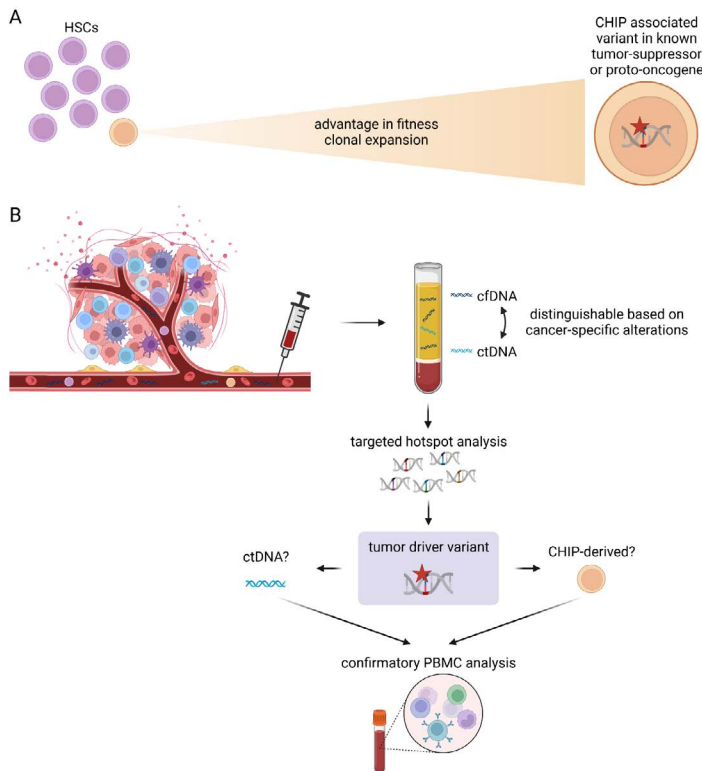 A
HSCs
CHIP associated
variant in known
tumor-suppressor
or proto-oncogene
advantage in fitness
clonal expansion
B
cfDNA
distinguishable based on
cancer-specific alterations
ctDNA
targeted hotspot analysis
tumor driver variant
ctDNA?
CHIP-derived?
confirmatory PBMC analysis